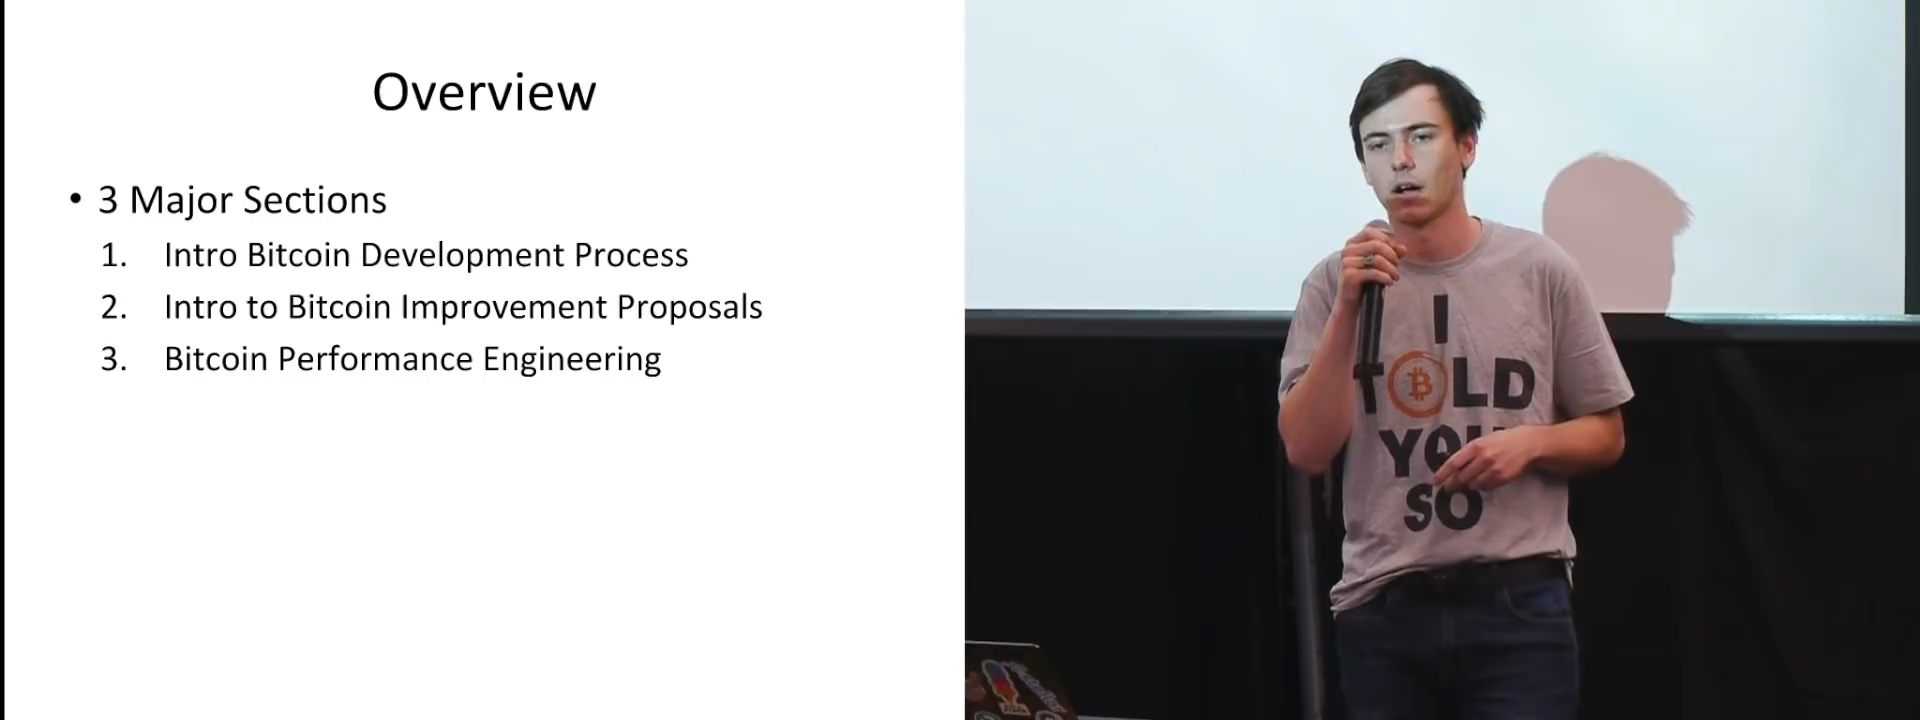 Overview
• 3 Major Sections
1. Intro Bitcoin Development Process
2. Intro to Bitcoin Improvement Proposals
3. Bitcoin Performance Engineering
I
T₿LD
YOU
SO